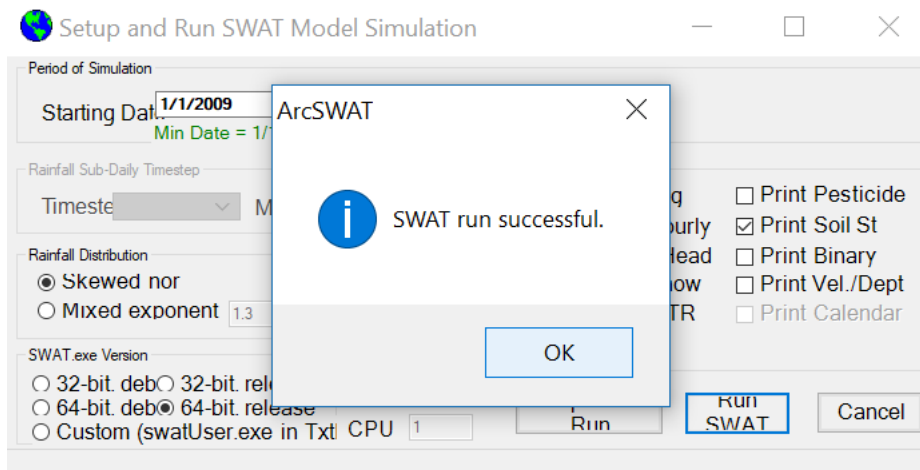 Setup and Run SWAT Model Simulation
Period of Simulation
Starting Dat
1/1/2009
Min Date = 1/
ArcSWAT
SWAT run successful.
OK
Rainfall Sub-Daily Timestep
Timeste
M
Rainfall Distribution
Skewed nor
Mixed exponent
1.3
SWAT.exe Version
32-bit. deb
32-bit. rel
64-bit. deb
64-bit. release
Custom (swatUser.exe in Txt
CPU
1
g
Print Pesticide
ourly
Print Soil St
Head
Print Binary
ow
Print Vel./Dept
TR
Print Calendar
Run
Run
SWAT
Cancel